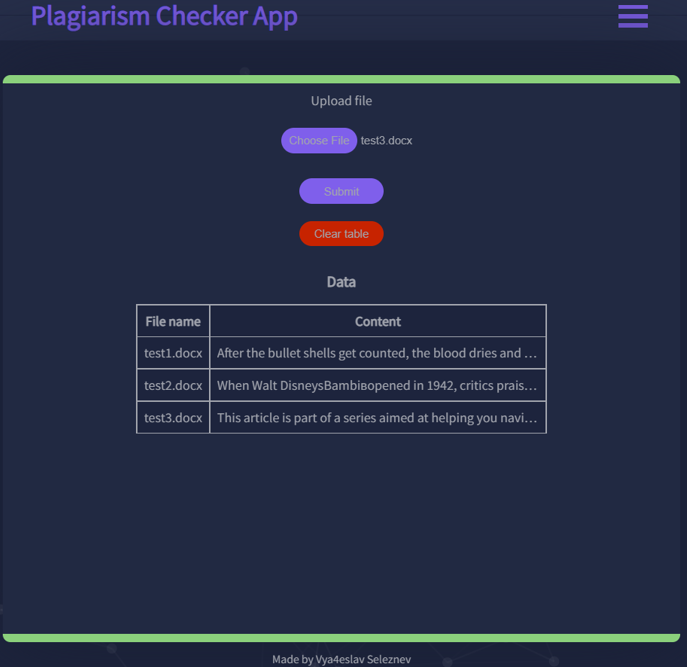 Plagiarism Checker App
Upload file
Choose File test3.docx
Submit
Clear table
Data
File name Content
test1.docx After the bullet shells get counted, the blood dries and ...
test2.docx When Walt DisneysBambiвopened in 1942, critics prais...
test3.docx This article is part of a series aimed at helping you navi...
Made by Vya4eslav Seleznev